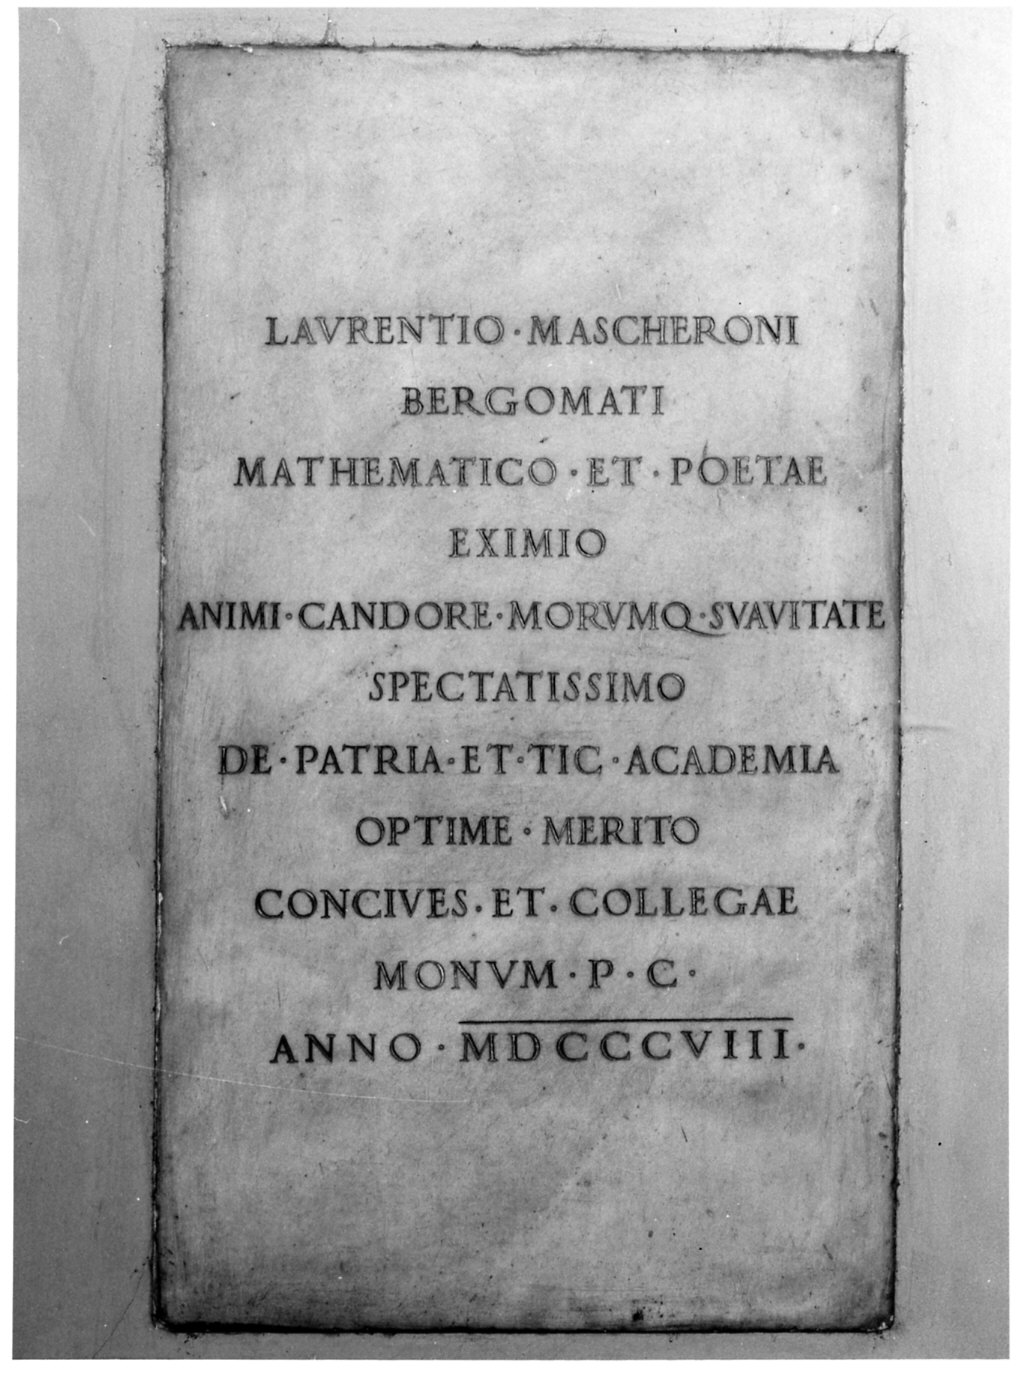 LAVRENTIO · MASCHERONI
BERGOMATI
MATHEMATICO · ET · POETAE
EXIMIO
ANIMI · CANDORE · MORVMQ · SVAVITATE
SPECTATISSIMO
DE · PATRIA · ET · TIC · ACADEMIA
OPTIME · MERITO
CONCIVES · ET · COLLEGAE
MONVM · P · C ·
ANNO · MDCCCVIII ·